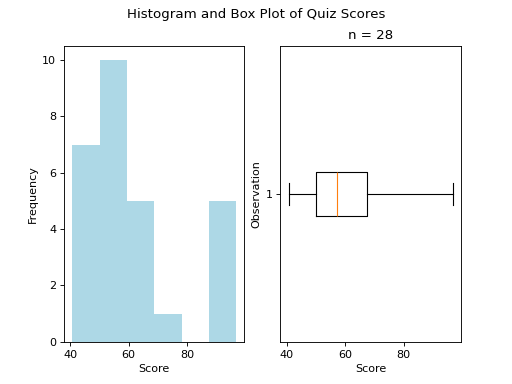 Histogram and Box Plot of Quiz Scores
n = 28
10
8
6
4
2
0
Frequency
40 60 80
Score
Observation
1
40 60 80
Score